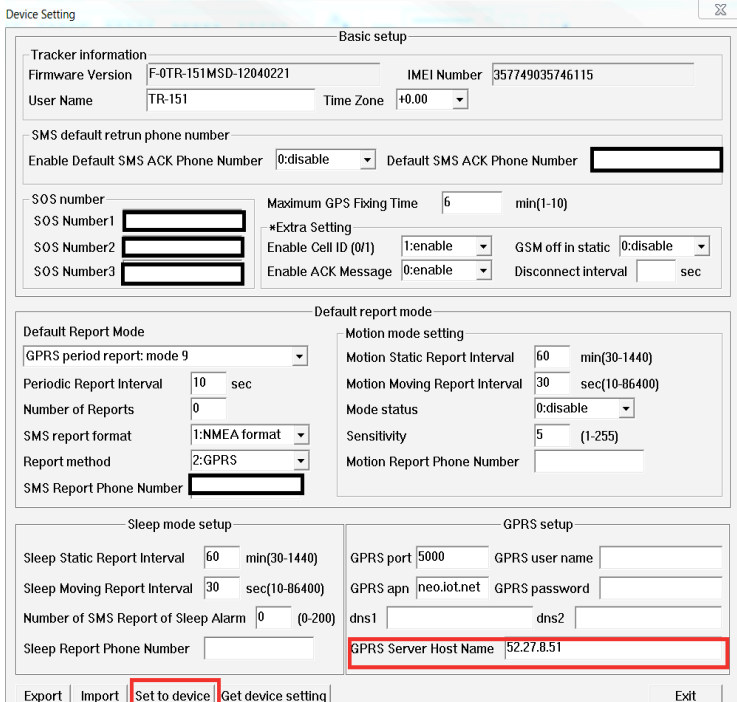 Device Setting
Basic setup
Tracker information
Firmware Version F-0TR-151MSD-12040221 IMEI Number 357749035746115
User Name TR-151 Time Zone +0.00
SMS default retrun phone number
Enable Default SMS ACK Phone Number 0:disable Default SMS ACK Phone Number
SOS number
SOS Number1
SOS Number2
SOS Number3
Maximum GPS Fixing Time 6 min(1-10)
*Extra Setting
Enable Cell ID (0/1) 1:enable GSM off in static 0:disable
Enable ACK Message 0:enable Disconnect interval sec
Default report mode
Default Report Mode
GPRS period report: mode 9
Periodic Report Interval 10 sec
Number of Reports 0
SMS report format 1:NMEA format
Report method 2:GPRS
SMS Report Phone Number
Motion mode setting
Motion Static Report Interval 60 min(30-1440)
Motion Moving Report Interval 30 sec(10-86400)
Mode status 0:disable
Sensitivity 5 (1-255)
Motion Report Phone Number
Sleep mode setup
Sleep Static Report Interval 60 min(30-1440)
Sleep Moving Report Interval 30 sec(10-86400)
Number of SMS Report of Sleep Alarm 0 (0-200)
Sleep Report Phone Number
GPRS setup
GPRS port 5000 GPRS user name
GPRS apn neo.iot.net GPRS password
dns1 dns2
GPRS Server Host Name 52.27.8.51
Export Import Set to device Get device setting Exit